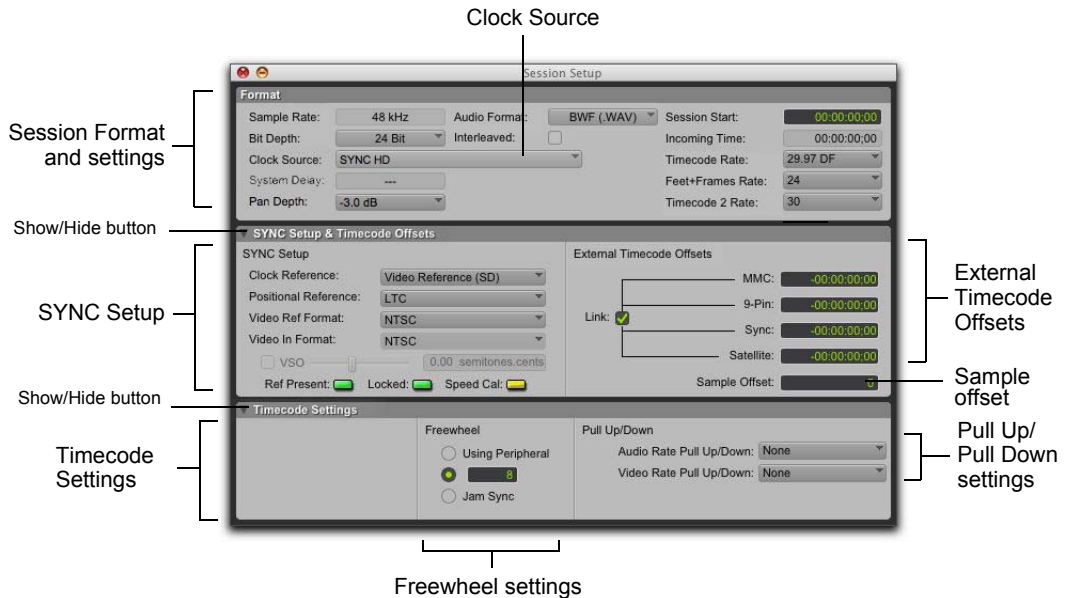 Clock Source
Session Setup
Format
Sample Rate: 48 kHz Audio Format: BWF (.WAV) Session Start: 00:00:00;00
Bit Depth: 24 Bit Interleaved: Incoming Time: 00:00:00;00
Clock Source: SYNC HD Timecode Rate: 29.97 DF
System Delay: --- Feet+Frames Rate: 24
Pan Depth: -3.0 dB Timecode 2 Rate: 30
Session Format
and settings
Show/Hide button
SYNC Setup & Timecode Offsets
SYNC Setup
Clock Reference: Video Reference (SD)
Positional Reference: LTC
Video Ref Format: NTSC
Video In Format: NTSC
VSO 0.00 semitones.cents
Ref Present: Locked: Speed Cal:
External Timecode Offsets
MMC: -00:00:00;00
9-Pin: -00:00:00;00
Link:
Sync: -00:00:00;00
Satellite: -00:00:00;00
Sample Offset: 0
SYNC Setup
External
Timecode
Offsets
Sample
offset
Show/Hide button
Timecode Settings
Freewheel
Using Peripheral
8
Jam Sync
Pull Up/Down
Audio Rate Pull Up/Down: None
Video Rate Pull Up/Down: None
Timecode
Settings
Pull Up/
Pull Down
settings
Freewheel settings